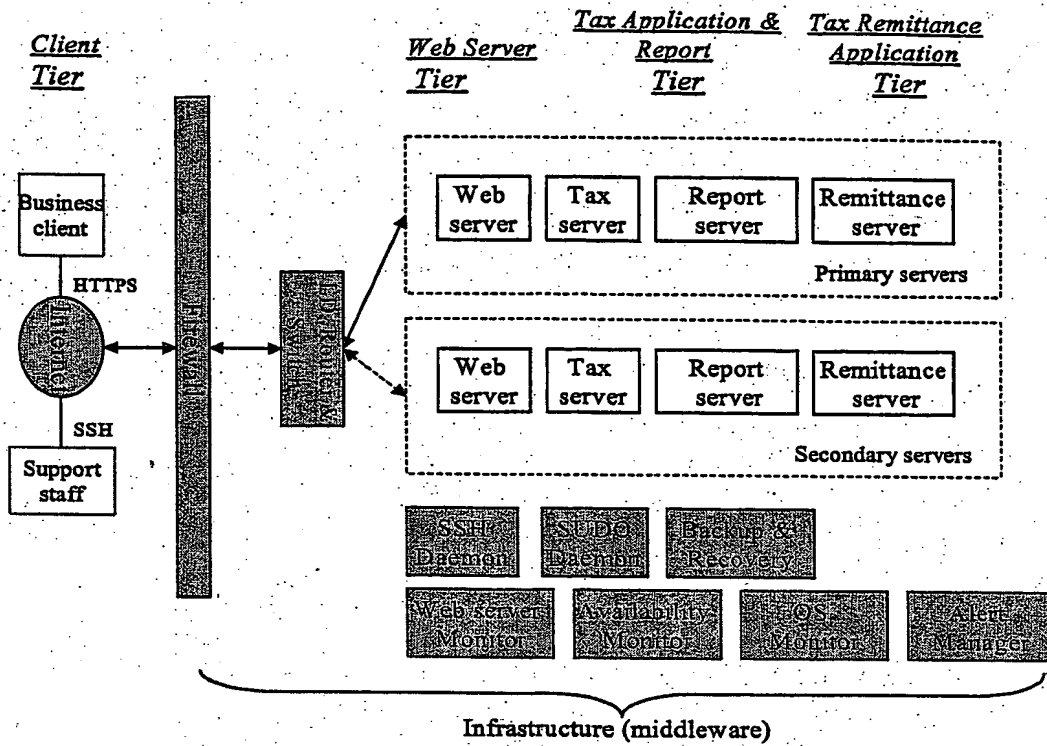 Client
Tier
Web Server
Tier
Tax Application &
Report
Tier
Tax Remittance
Application
Tier
Business
client
HTTPS
Internet
SSH
Support
staff
Firewall
Switch
Web
server
Tax
server
Report
server
Remittance
server
Primary servers
Web
server
Tax
server
Report
server
Remittance
server
Secondary servers
SSH
Daemon
SUDO
Daemon
Backup &
Recovery
Web server
Monitor
Availability
Monitor
OS
Monitor
Alert
Manager
Infrastructure (middleware)